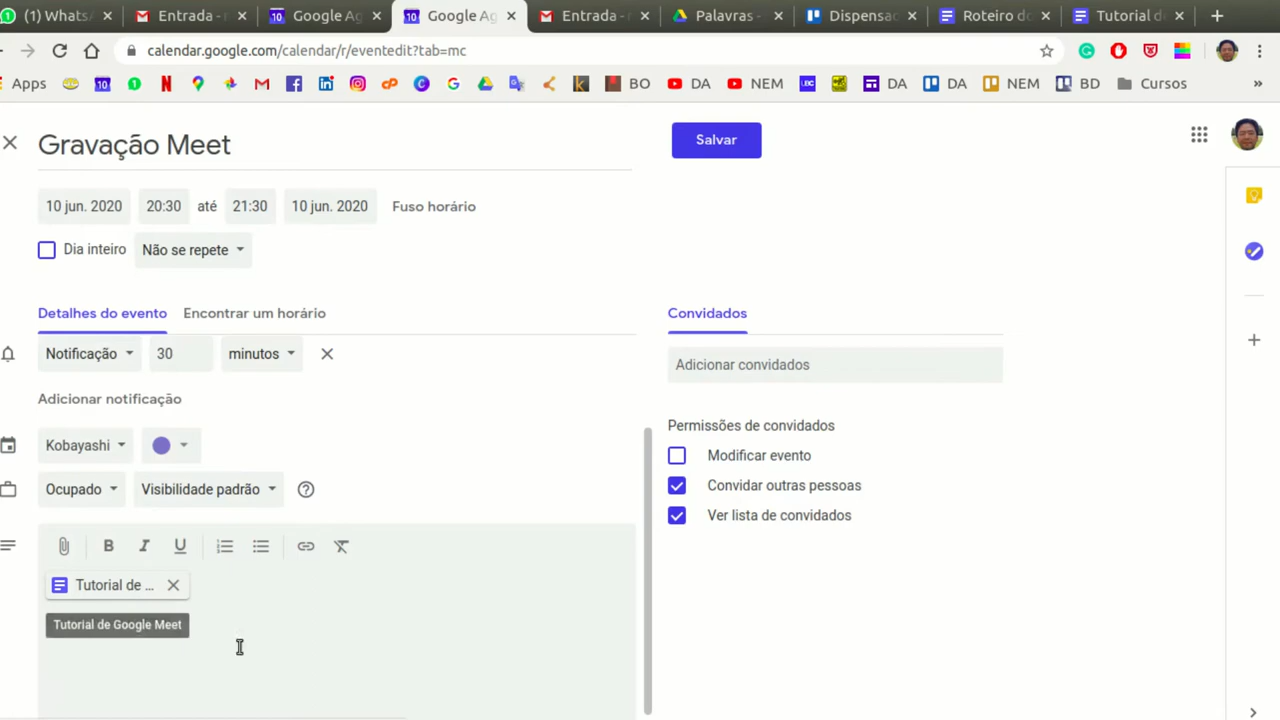 (1) WhatsA
Entrada - r
Google Ag
Google Ag
Entrada - r
Palavras -
Dispensa
Roteiro do
Tutorial d
calendar.google.com/calendar/r/eventedit?tab=mc
Apps
10
BO
DA
NEM
DA
DA
NEM
BD
Cursos
»
Gravação Meet
Salvar
10 jun. 2020
20:30
até
21:30
10 jun. 2020
Fuso horário
Dia inteiro
Não se repete
Detalhes do evento
Encontrar um horário
Convidados
Notificação
30
minutos
Adicionar convidados
Adicionar notificação
Permissões de convidados
Kobayashi
Modificar evento
Ocupado
Visibilidade padrão
Convidar outras pessoas
Ver lista de convidados
B I U
Tutorial de ...
Tutorial de Google Meet